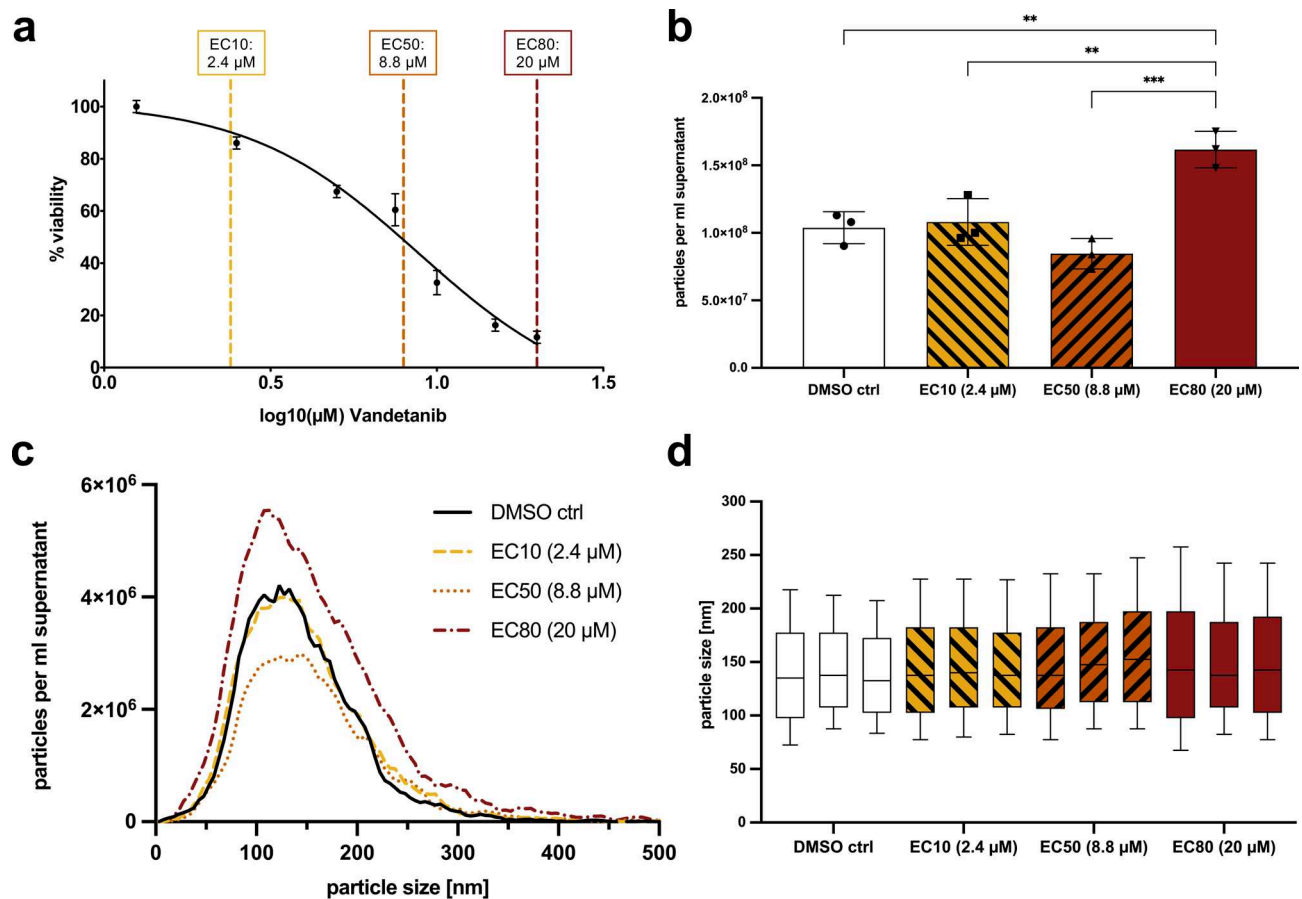 a
EC10:
2.4 µM
EC50:
8.8 µM
EC80:
20 µM
% viability
100
80
60
40
20
0
0.0
0.5
1.0
1.5
log10(µM) Vandetanib
b
**
**
***
particles per ml supernatant
2.0×10⁸
1.5×10⁸
1.0×10⁸
5.0×10⁷
0.0
DMSO ctrl
EC10 (2.4 µM)
EC50 (8.8 µM)
EC80 (20 µM)
c
particles per ml supernatant
6×10⁶
4×10⁶
2×10⁶
0
0
100
200
300
400
500
particle size [nm]
DMSO ctrl
EC10 (2.4 µM)
EC50 (8.8 µM)
EC80 (20 µM)
d
particle size [nm]
300
250
200
150
100
50
0
DMSO ctrl
EC10 (2.4 µM)
EC50 (8.8 µM)
EC80 (20 µM)